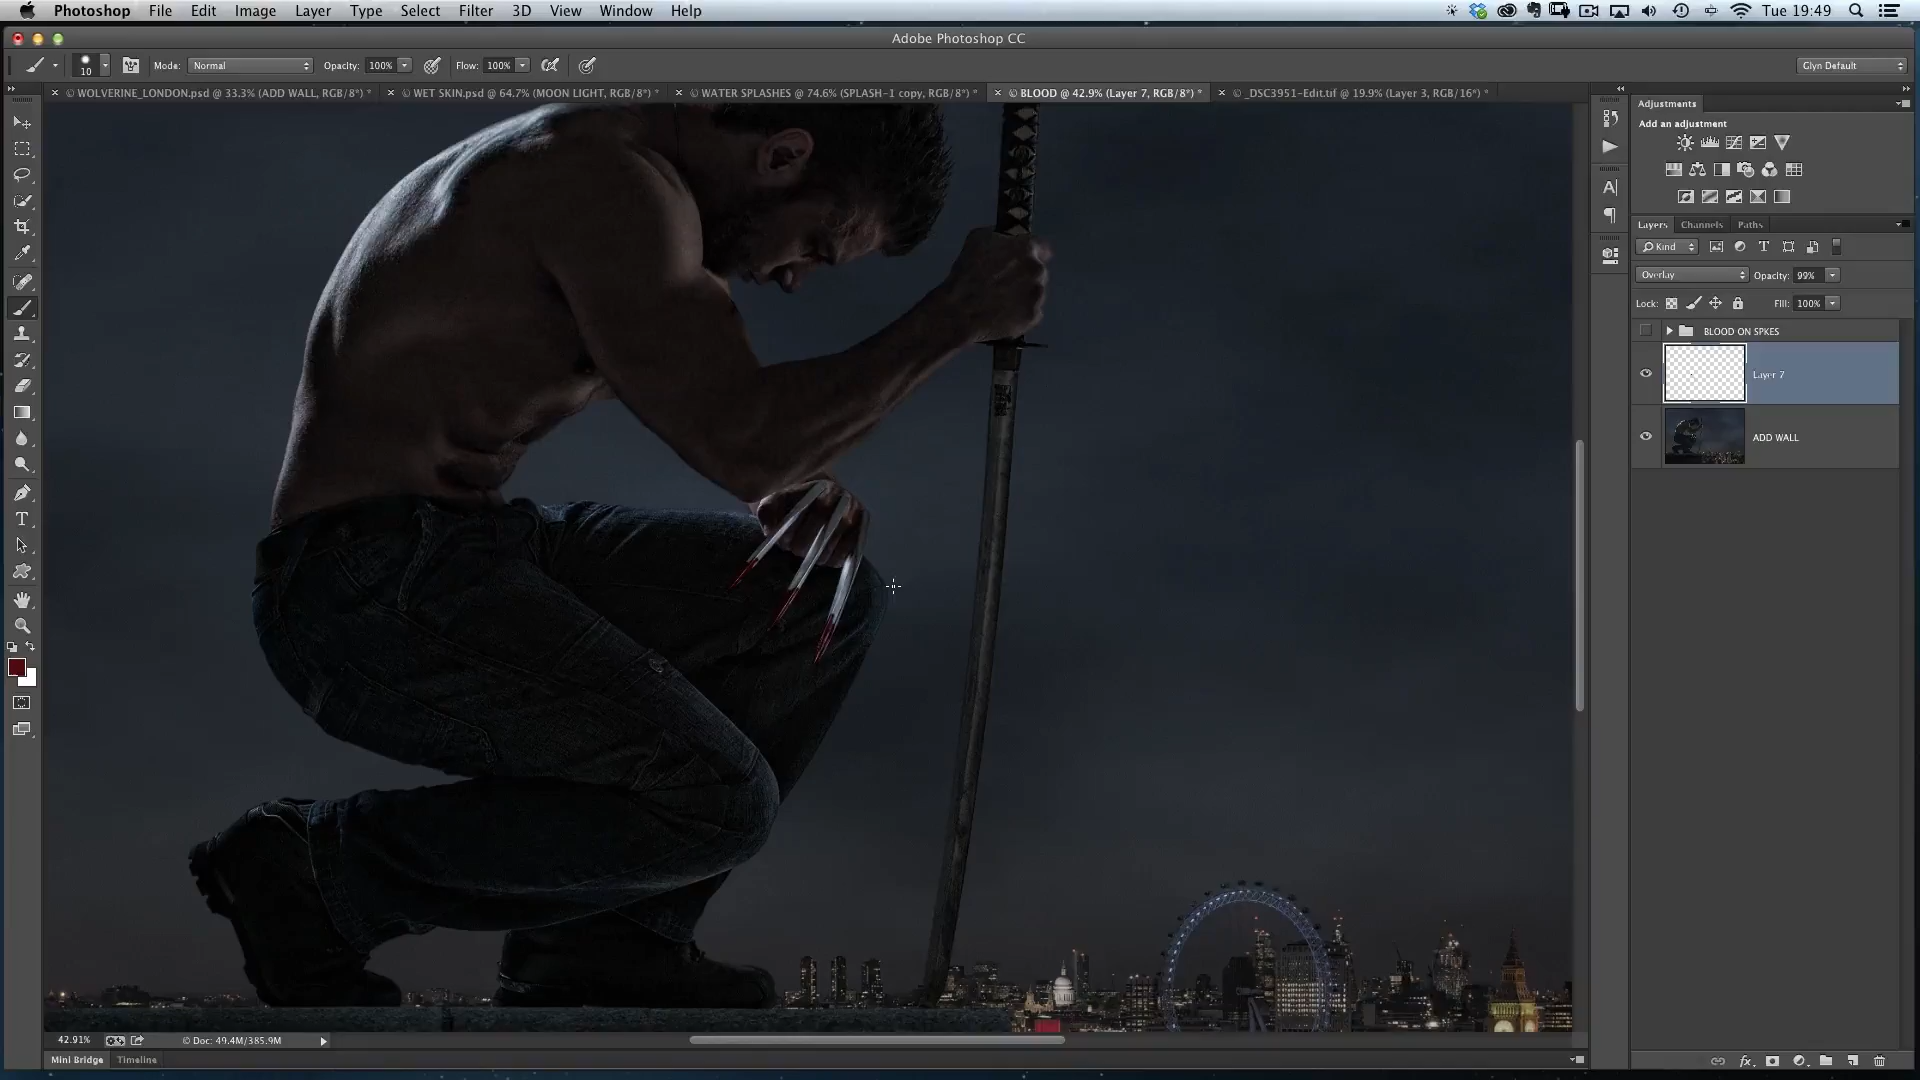 Photoshop File Edit Image Layer Type Select Filter 3D View Window Help Tue 19:49
Adobe Photoshop CC
10 Mode: Normal Opacity: 100% Flow: 100% Glyn Default
© WOLVERINE_LONDON.psd @ 33.3% (ADD WALL, RGB/8*) * © WET SKIN.psd @ 64.7% (MOON LIGHT, RGB/8*) * © WATER SPLASHES @ 74.6% (SPLASH-1 copy, RGB/8*) * © BLOOD @ 42.9% (Layer 7, RGB/8*) * © _DSC3951-Edit.tif @ 19.9% (Layer 3, RGB/16*) *
Adjustments
Add an adjustment
Layers Channels Paths
Kind
Overlay Opacity: 99%
Lock: Fill: 100%
BLOOD ON SPKES
Layer 7
ADD WALL
42.91% © Doc: 49.4M/385.9M
Mini Bridge Timeline